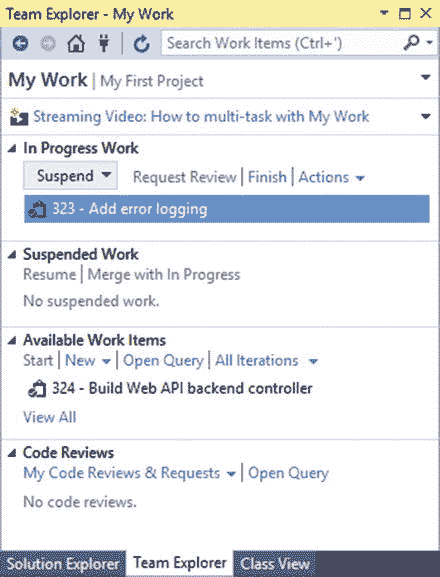 Team Explorer - My Work
Search Work Items (Ctrl+')
My Work | My First Project
Streaming Video: How to multi-task with My Work
In Progress Work
Suspend Request Review | Finish | Actions
323 - Add error logging
Suspended Work
Resume | Merge with In Progress
No suspended work.
Available Work Items
Start | New | Open Query | All Iterations
324 - Build Web API backend controller
View All
Code Reviews
My Code Reviews & Requests | Open Query
No code reviews.
Solution Explorer Team Explorer Class View